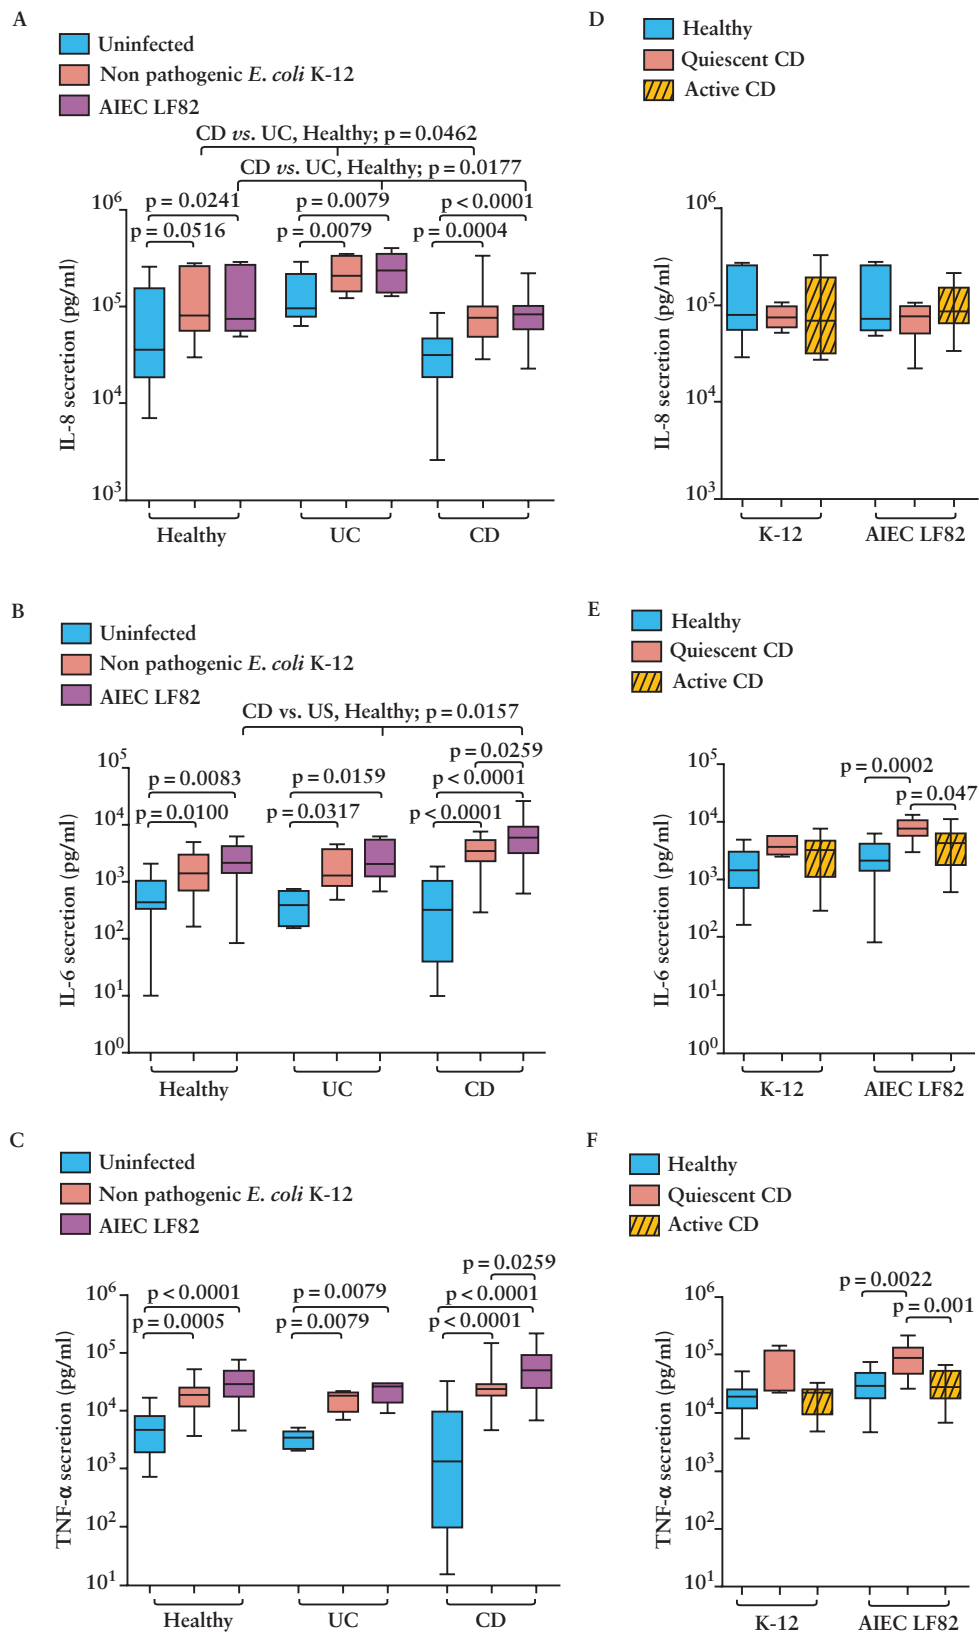 A
Uninfected
Non pathogenic E. coli K-12
AIEC LF82
CD vs. UC, Healthy; p = 0.0462
CD vs. UC, Healthy; p = 0.0177
p = 0.0241
p = 0.0516
p = 0.0079
p = 0.0079
p < 0.0001
p = 0.0004
IL-8 secretion (pg/ml)
10^6
10^5
10^4
10^3
Healthy
UC
CD
D
Healthy
Quiescent CD
Active CD
IL-8 secretion (pg/ml)
10^6
10^5
10^4
10^3
K-12
AIEC LF82
B
Uninfected
Non pathogenic E. coli K-12
AIEC LF82
CD vs. US, Healthy; p = 0.0157
p = 0.0083
p = 0.0100
p = 0.0159
p = 0.0317
p = 0.0259
p < 0.0001
p < 0.0001
IL-6 secretion (pg/ml)
10^5
10^4
10^3
10^2
10^1
10^0
Healthy
UC
CD
E
Healthy
Quiescent CD
Active CD
p = 0.0002
p = 0.047
IL-6 secretion (pg/ml)
10^5
10^4
10^3
10^2
10^1
10^0
K-12
AIEC LF82
C
Uninfected
Non pathogenic E. coli K-12
AIEC LF82
p < 0.0001
p = 0.0005
p = 0.0079
p = 0.0079
p = 0.0259
p < 0.0001
p < 0.0001
TNF-α secretion (pg/ml)
10^6
10^5
10^4
10^3
10^2
10^1
Healthy
UC
CD
F
Healthy
Quiescent CD
Active CD
p = 0.0022
p = 0.001
TNF-α secretion (pg/ml)
10^6
10^5
10^4
10^3
10^2
10^1
K-12
AIEC LF82